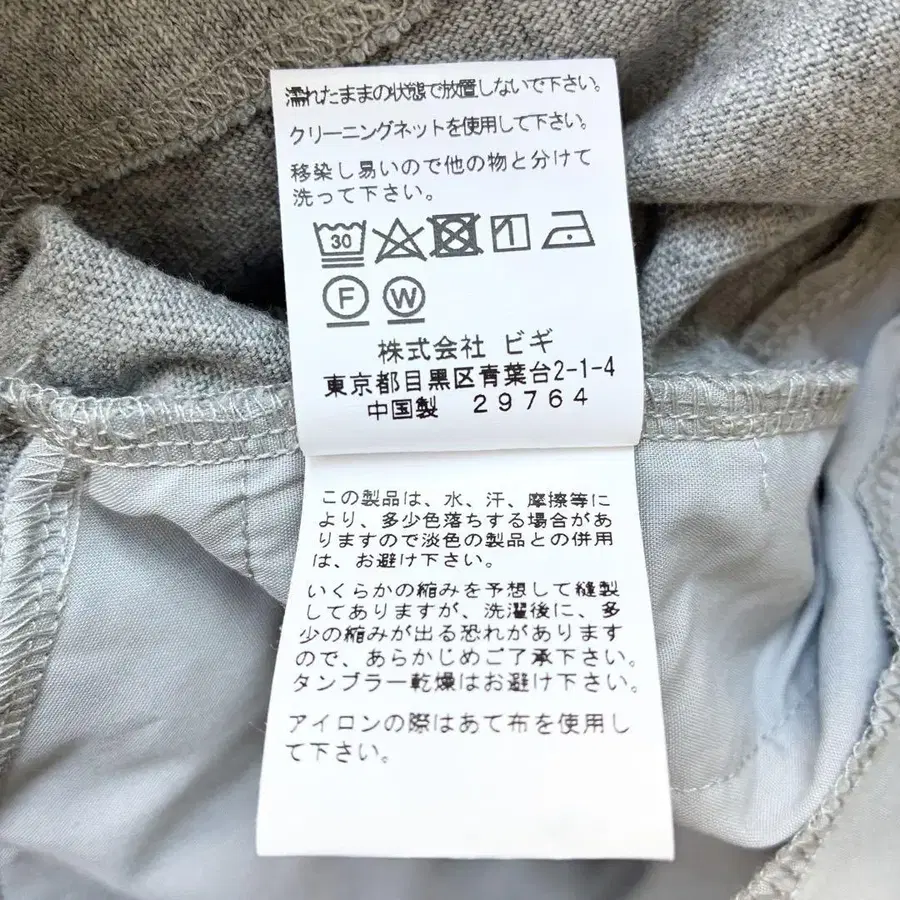 濡れたままの状態で放置しないで下さい。
クリーニングネットを使用して下さい。
移染し易いので他の物と分けて
洗って下さい。
30
F W
株式会社 ビギ
東京都目黒区青葉台2-1-4
中国製 29764
この製品は、水、汗、摩擦等に
より、多少色落ちする場合があ
りますので淡色の製品との併用
は、お避け下さい。
いくらかの縮みを予想して縫製
してありますが、洗濯後に、多
少の縮みが出る恐れがあります
ので、あらかじめご了承下さい。
タンブラー乾燥はお避け下さい。
アイロンの際はあて布を使用し
て下さい。